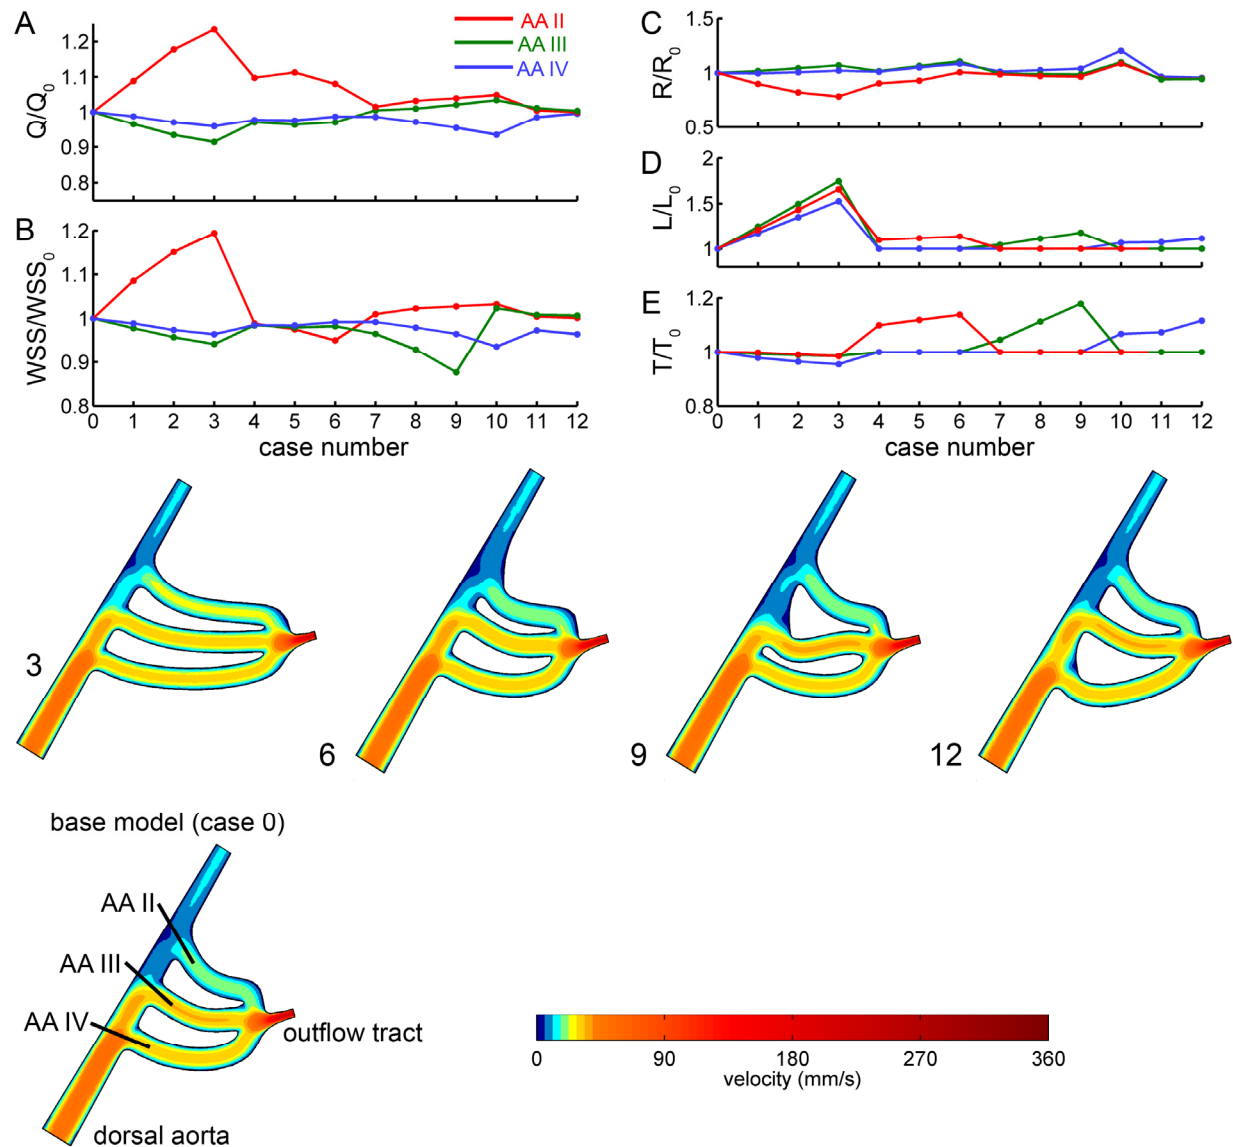 A
1.2
1.1
1
0.9
0.8
Q/Q0
AA II
AA III
AA IV
B
1.2
1.1
1
0.9
0.8
WSS/WSS0
0 1 2 3 4 5 6 7 8 9 10 11 12
case number
C
1.5
1
0.5
R/R0
D
2
1.5
1
L/L0
E
1.2
1
0.8
T/T0
0 1 2 3 4 5 6 7 8 9 10 11 12
case number
3
6
9
12
base model (case 0)
AA II
AA III
AA IV
outflow tract
dorsal aorta
0 90 180 270 360
velocity (mm/s)